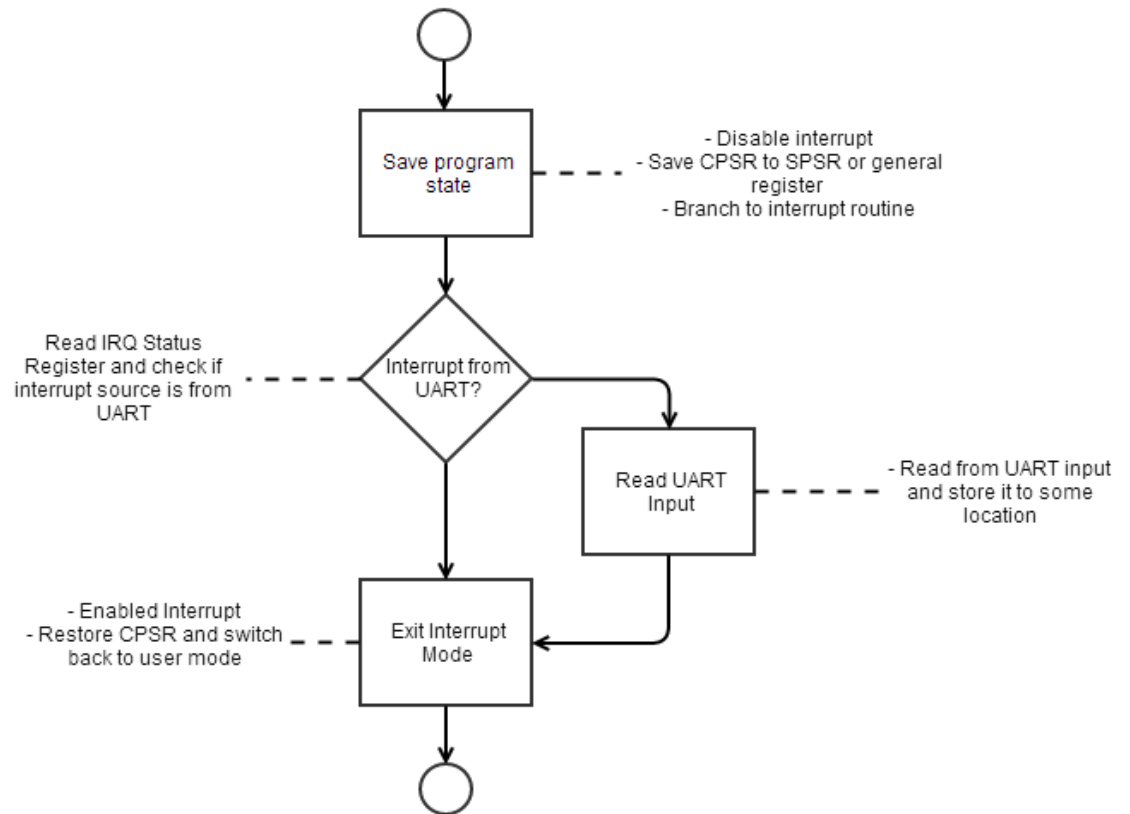 Save program
state
- Disable interrupt
- Save CPSR to SPSR or general
register
- Branch to interrupt routine
Read IRQ Status
Register and check if
interrupt source is from
UART
Interrupt from
UART?
Read UART
Input
- Read from UART input
and store it to some
location
- Enabled Interrupt
- Restore CPSR and switch
back to user mode
Exit Interrupt
Mode